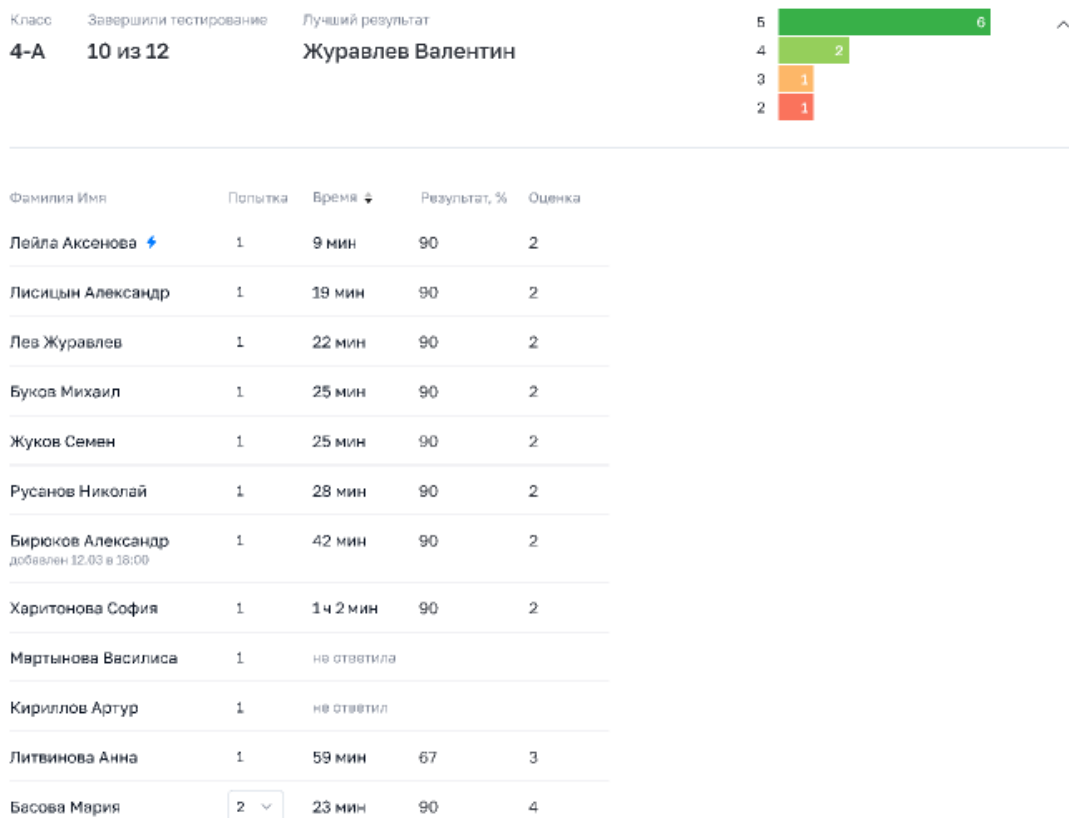 Класс Завершили тестирование Лучший результат
4-А 10 из 12 Журавлев Валентин
5 6
4 2
3 1
2 1
Фамилия Имя Попытка Время Результат, % Оценка
Лейла Аксенова 1 9 мин 90 2
Лисицын Александр 1 19 мин 90 2
Лев Журавлев 1 22 мин 90 2
Буков Михаил 1 25 мин 90 2
Жуков Семен 1 25 мин 90 2
Русанов Николай 1 28 мин 90 2
Бирюков Александр 1 42 мин 90 2
добавлен 12.03 в 18:00
Харитонова София 1 1 ч 2 мин 90 2
Мартынова Василиса 1 не ответила
Кириллов Артур 1 не ответил
Литвинова Анна 1 59 мин 67 3
Басова Мария 2 23 мин 90 4